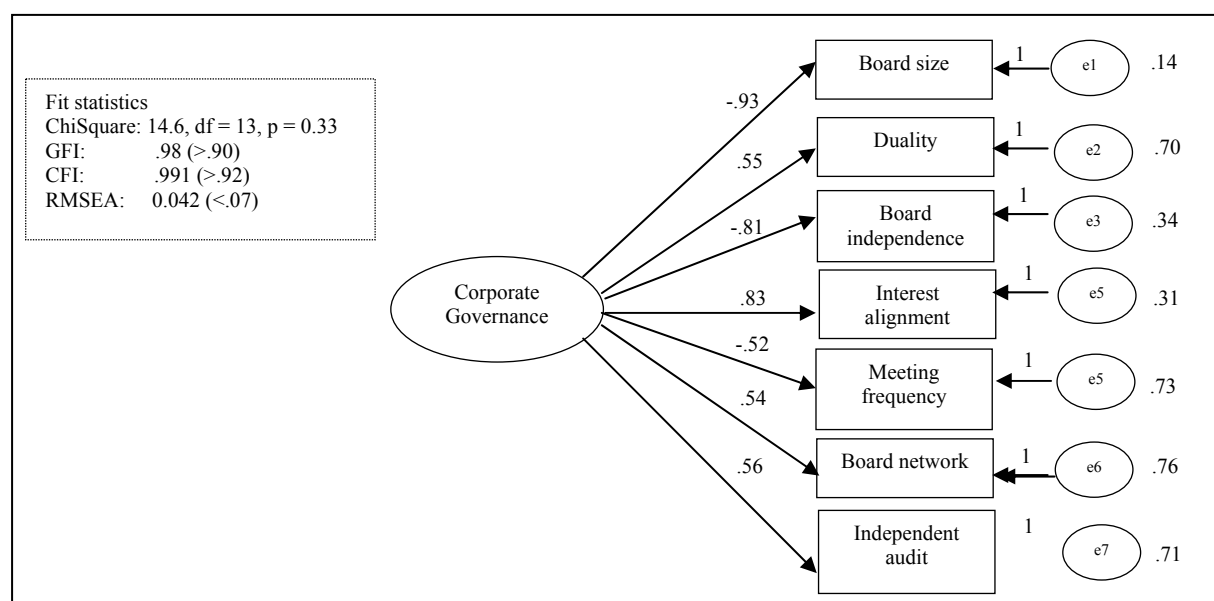 Fit statistics
ChiSquare: 14.6, df = 13, p = 0.33
GFI: .98 (>.90)
CFI: .991 (>.92)
RMSEA: 0.042 (<.07)
Corporate
Governance
-.93
.55
-.81
.83
-.52
.54
.56
Board size
1
e1
.14
Duality
1
e2
.70
Board
independence
1
e3
.34
Interest
alignment
1
e5
.31
Meeting
frequency
1
e5
.73
Board network
1
e6
.76
Independent
audit
1
e7
.71